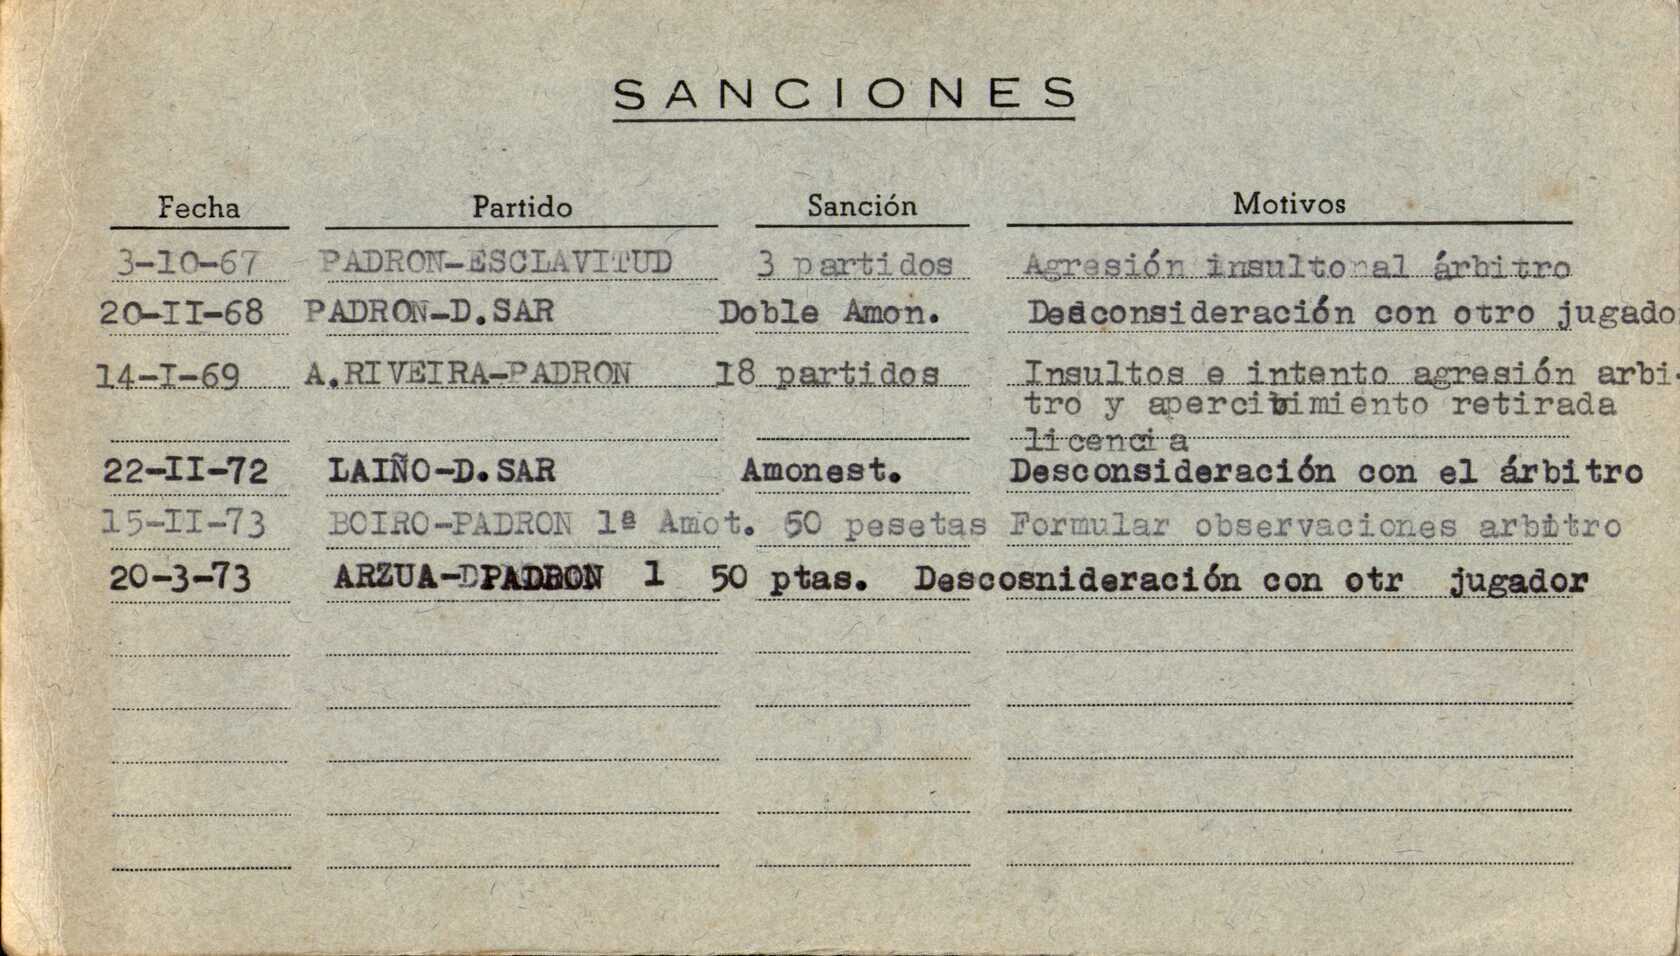 SANCIONES
Fecha Partido Sanción Motivos
3-10-67 PADRON-ESCLAVITUD 3 partidos Agresión insulto al árbitro
20-II-68 PADRON-D.SAR Doble Amon. Desconsideración con otro jugado
14-I-69 A.RIVEIRA-PADRON 18 partidos Insultos e intento agresión arbi-
tro y apercibimiento retirada
licencia
22-II-72 LAIÑO-D.SAR Amonest. Desconsideración con el árbitro
15-II-73 BOIRO-PADRON 1ª Amot. 50 pesetas Formular observaciones arbitro
20-3-73 ARZUA-DPADRON 1 50 ptas. Descosnideración con otr jugador